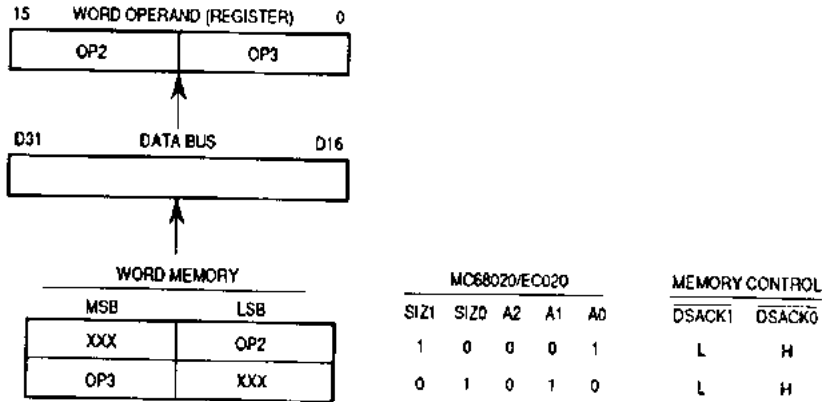 15 WORD OPERAND (REGISTER) 0
OP2 OP3
D31 DATA BUS D16
WORD MEMORY
MSB LSB
XXX OP2
OP3 XXX
MC68020/EC020
SIZ1 SIZ0 A2 A1 A0
1 0 0 0 1
0 1 0 1 0
MEMORY CONTROL
DSACK1 DSACK0
L H
L H